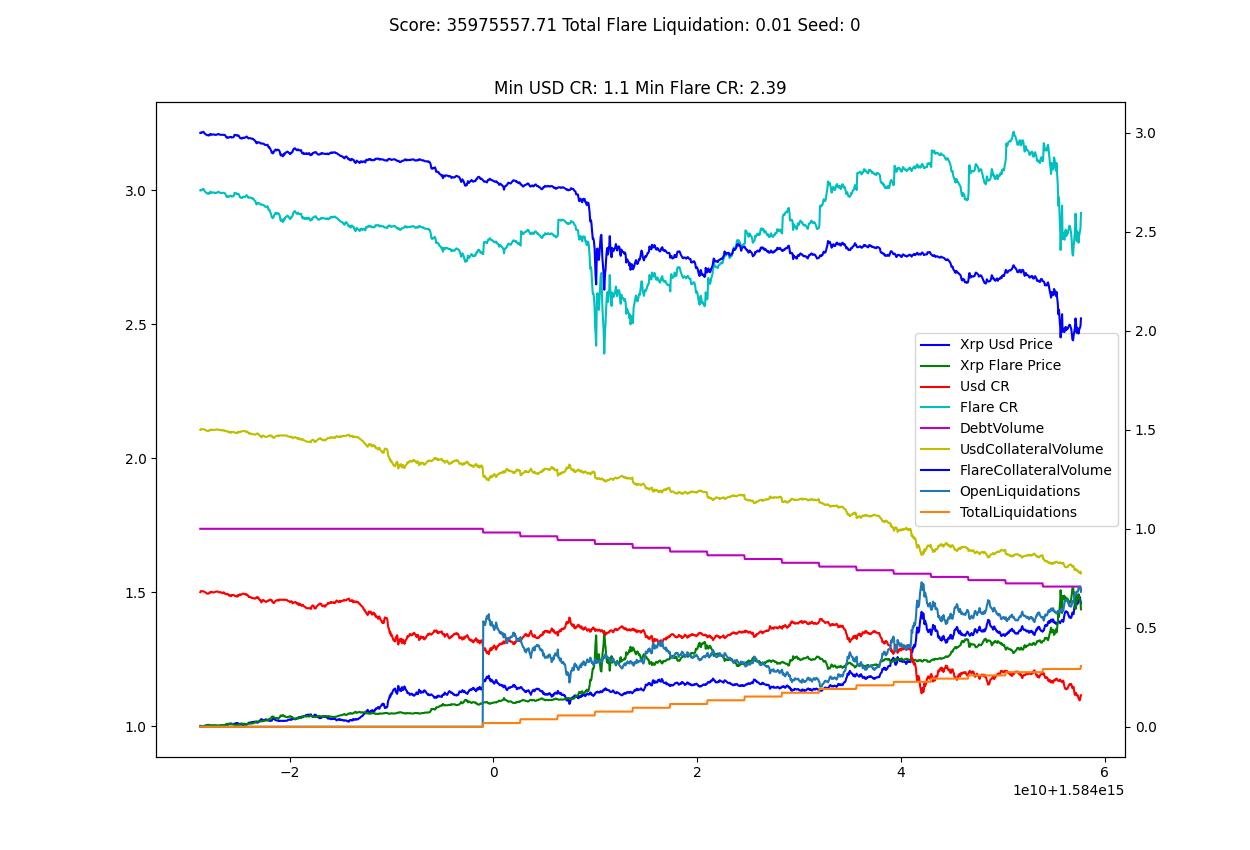 Score: 35975557.71 Total Flare Liquidation: 0.01 Seed: 0
Min USD CR: 1.1 Min Flare CR: 2.39
3.0
2.5
2.0
1.5
1.0
3.0
2.5
2.0
1.5
1.0
0.5
0.0
Xrp Usd Price
Xrp Flare Price
Usd CR
Flare CR
DebtVolume
UsdCollateralVolume
FlareCollateralVolume
OpenLiquidations
TotalLiquidations
−2 0 2 4 6
1e10+1.584e15